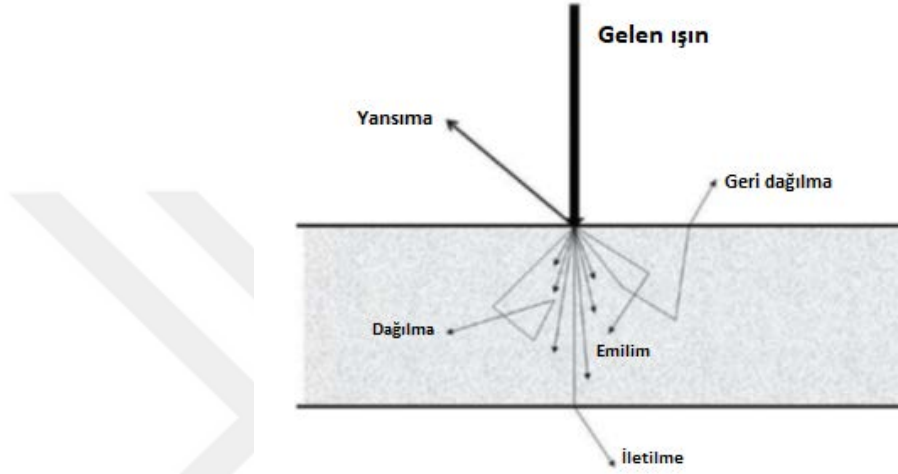 Gelen ışın
Yansıma
Geri dağılma
Dağılma
Emilim
İletilme